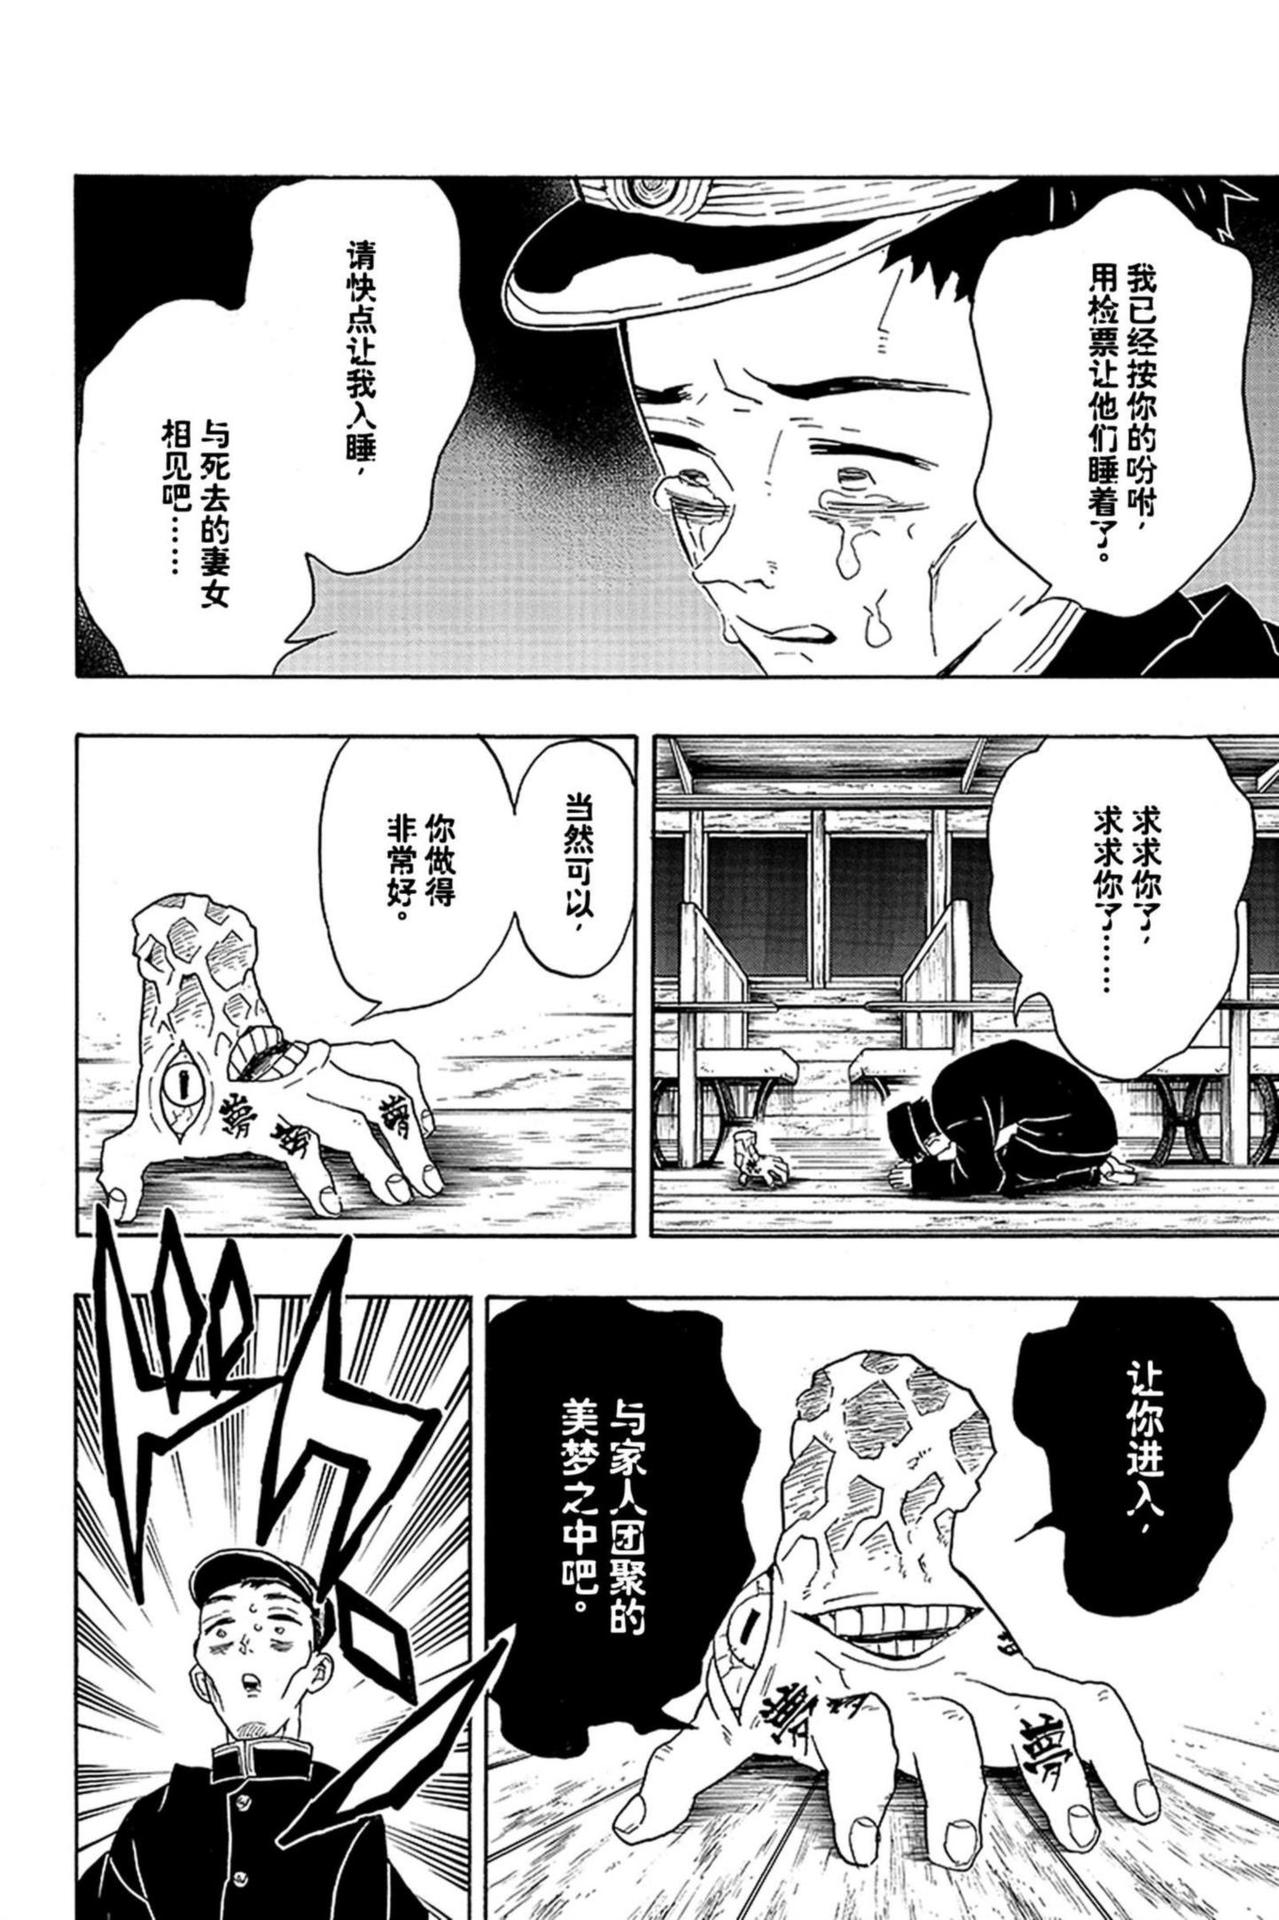 我已经按你的吩咐，
用检票让他们睡着了。
请快点让我入睡，
与死去的妻女
相见吧……
求求你了，
求求你了……
当然可以，
你做得
非常好。
让你进入，
与家人团聚的
美梦之中吧。
夢
夢
夢
夢